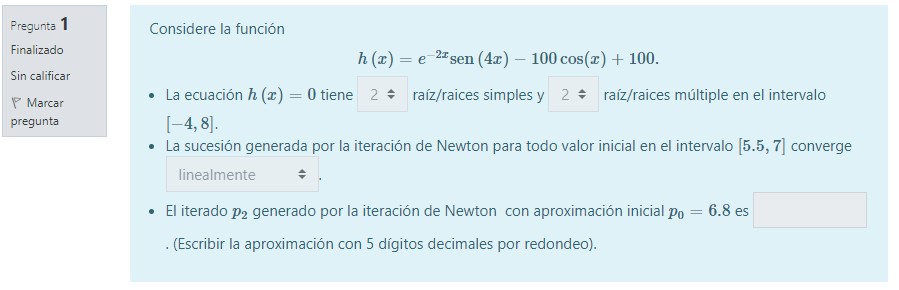 Pregunta 1
Finalizado
Sin calificar
Marcar
pregunta
Considere la función
h (x) = e^{-2x} sen (4x) − 100 cos(x) + 100.
• La ecuación h (x) = 0 tiene 2 raíz/raices simples y 2 raíz/raices múltiple en el intervalo
[−4, 8].
• La sucesión generada por la iteración de Newton para todo valor inicial en el intervalo [5.5, 7] converge
linealmente .
• El iterado p₂ generado por la iteración de Newton con aproximación inicial p₀ = 6.8 es
. (Escribir la aproximación con 5 dígitos decimales por redondeo).